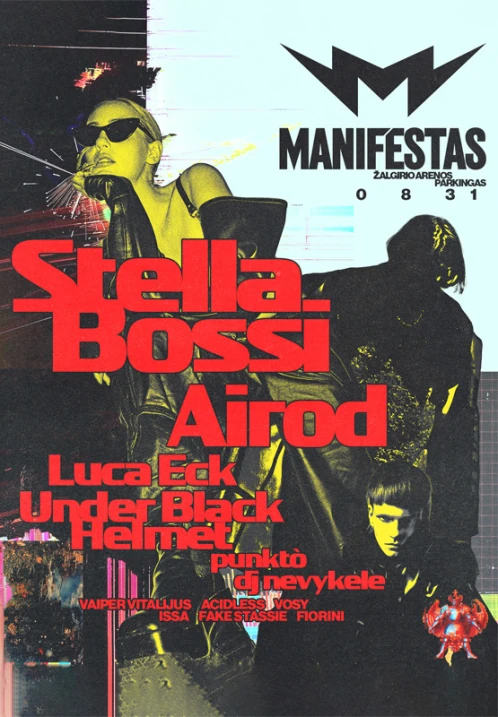 MANIFESTAS
ŽALGIRIO ARENOS
PARKINGAS
0 8 3 1
Stella
Bossi
Airod
Luca Eck
Under Black
Helmet
punktò
dj nevykele
VAIPER VITALIJUS ACIDLESS VOSY
ISSA FAKE STASSIE FIORINI